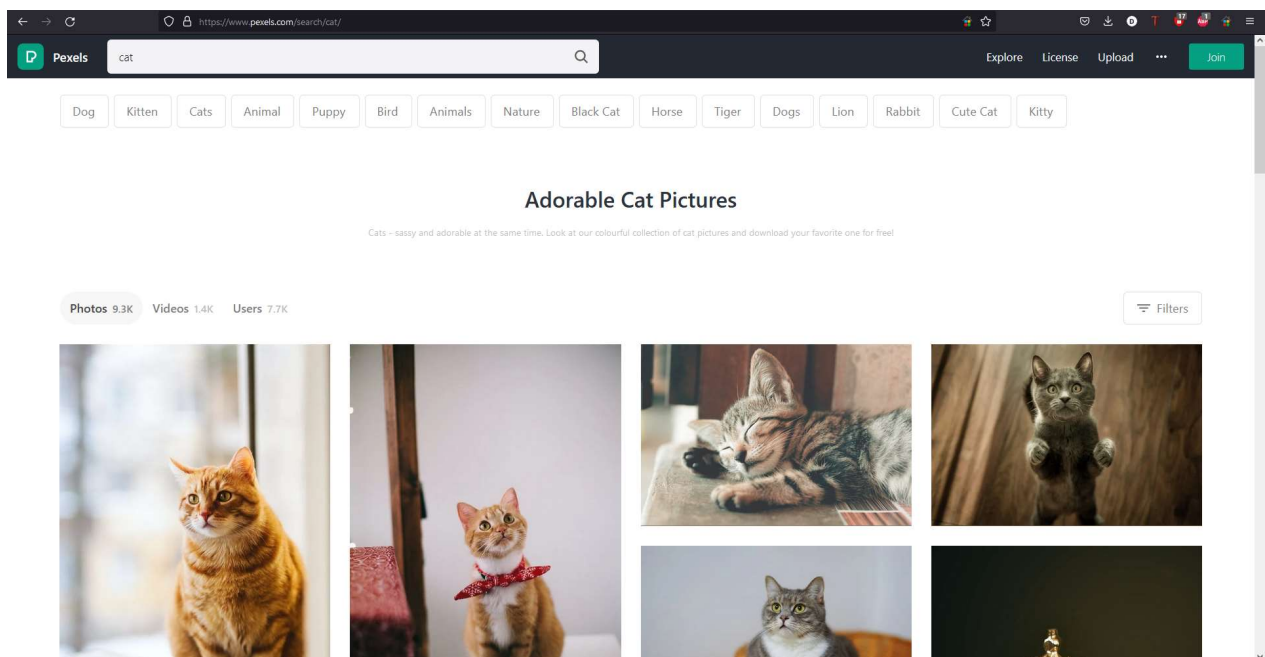 https://www.pexels.com/search/cat/
17
Pexels
cat
Explore License Upload ... Join
Dog Kitten Cats Animal Puppy Bird Animals Nature Black Cat Horse Tiger Dogs Lion Rabbit Cute Cat Kitty
Adorable Cat Pictures
Cats – sassy and adorable at the same time. Look at our colourful collection of cat pictures and download your favorite one for free!
Photos 9.3K Videos 1.4K Users 7.7K Filters